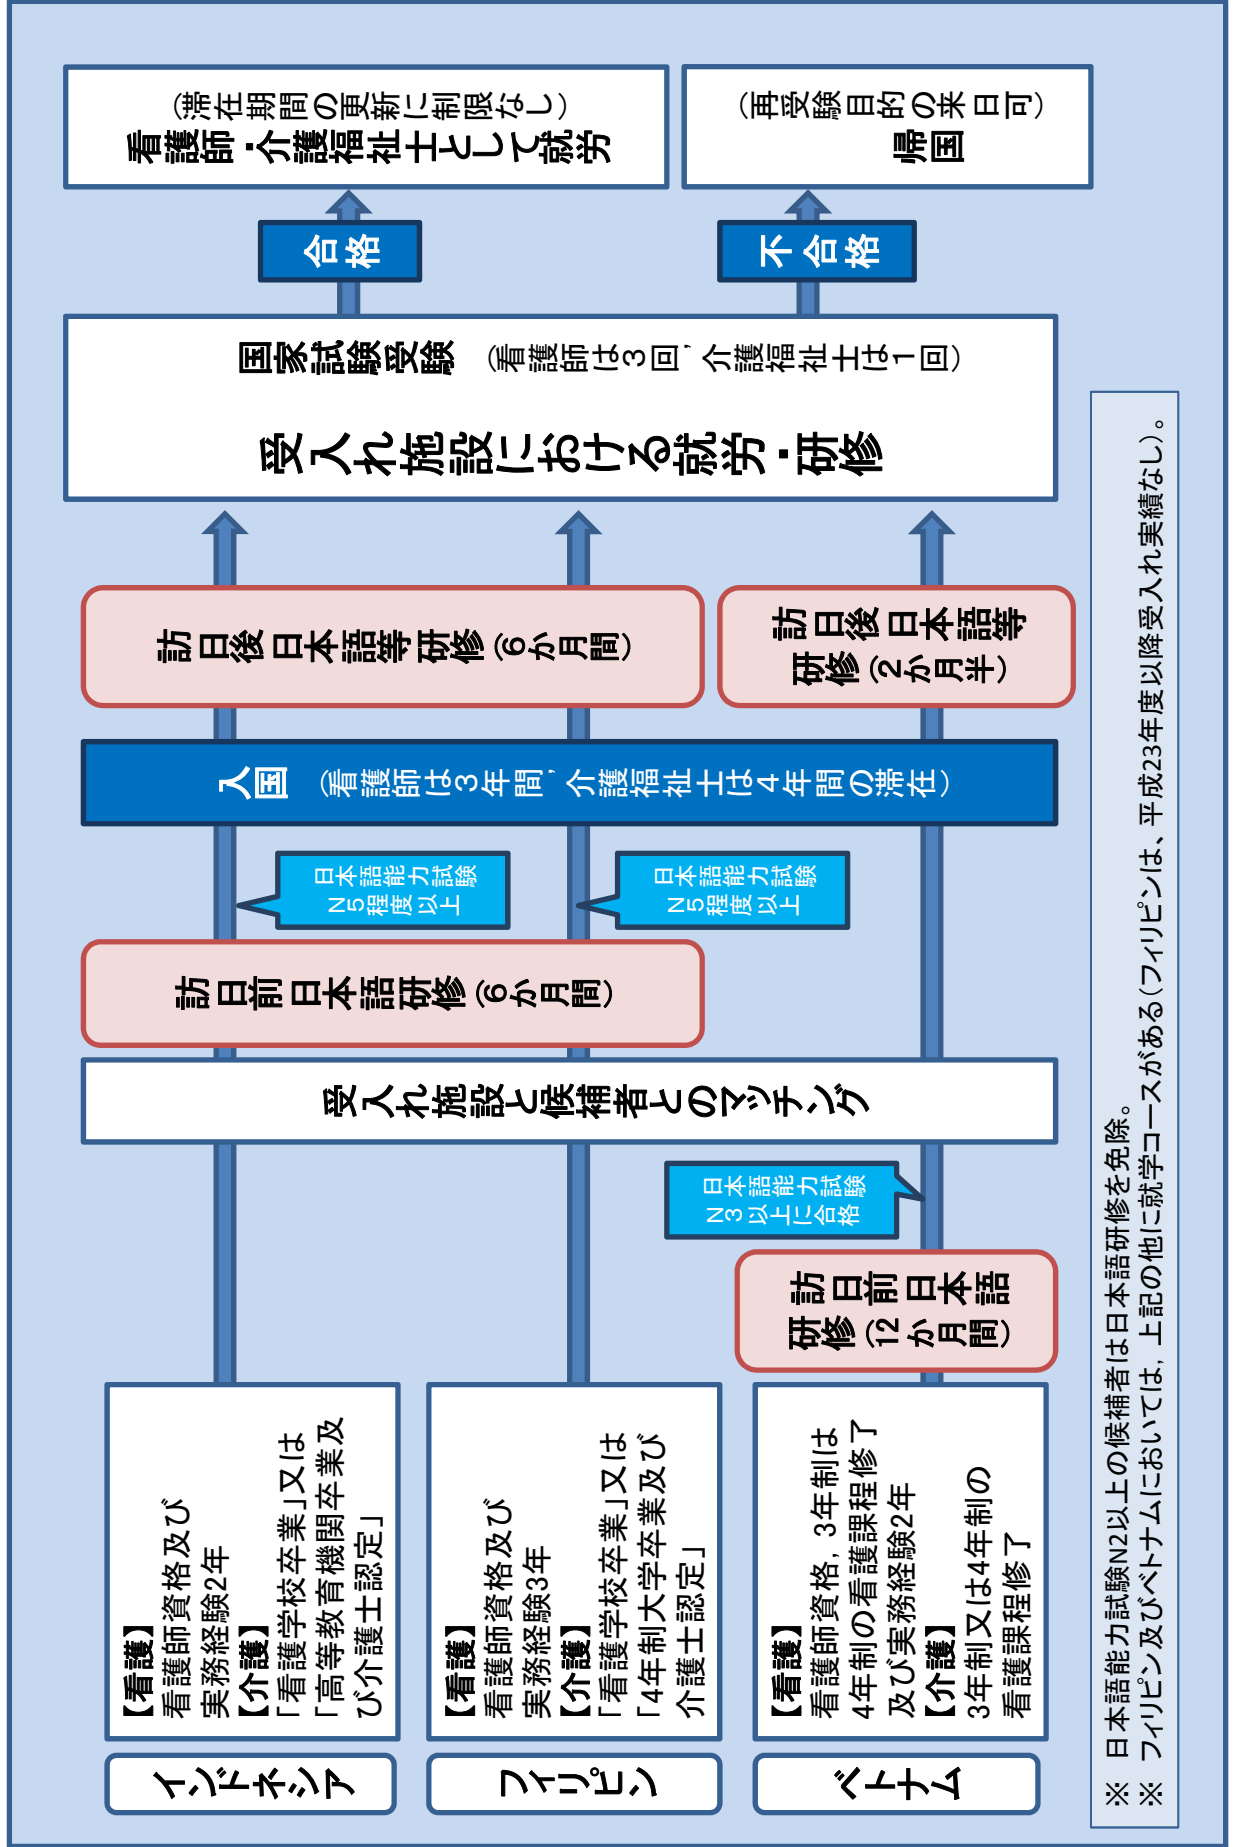 インドネシア
【看護】
看護師資格及び
実務経験2年
【介護】
「看護学校卒業」又は
「高等教育機関卒業及
び介護士認定」
フィリピン
【看護】
看護師資格及び
実務経験3年
【介護】
「看護学校卒業」又は
「4年制大学卒業及び
介護士認定」
ベトナム
【看護】
看護師資格，3年制又は
4年制の看護課程修了
及び実務経験2年
【介護】
3年制又は4年制の
看護課程修了
訪日前日本語
研修（12か月間）
日本語能力試験
N３以上に合格
受入れ施設と候補者とのマッチング
訪日前日本語研修（6か月間）
日本語能力試験
N５程度以上
日本語能力試験
N５程度以上
入国　（看護師は３年間，介護福祉士は４年間の滞在）
訪日後日本語等研修（6か月間）
訪日後日本語等
研修（2か月半）
受入れ施設における就労・研修
国家試験受験　（看護師は３回，介護福祉士は１回）
合格
不合格
看護師・介護福祉士として就労
（滞在期間の更新に制限なし）
帰国
（再受験目的の来日可）
※　日本語能力試験N2以上の候補者は日本語研修を免除。
※　フィリピン及びベトナムにおいては，上記の他に就学コースがある（フィリピンは、平成23年度以降受入れ実績なし）。